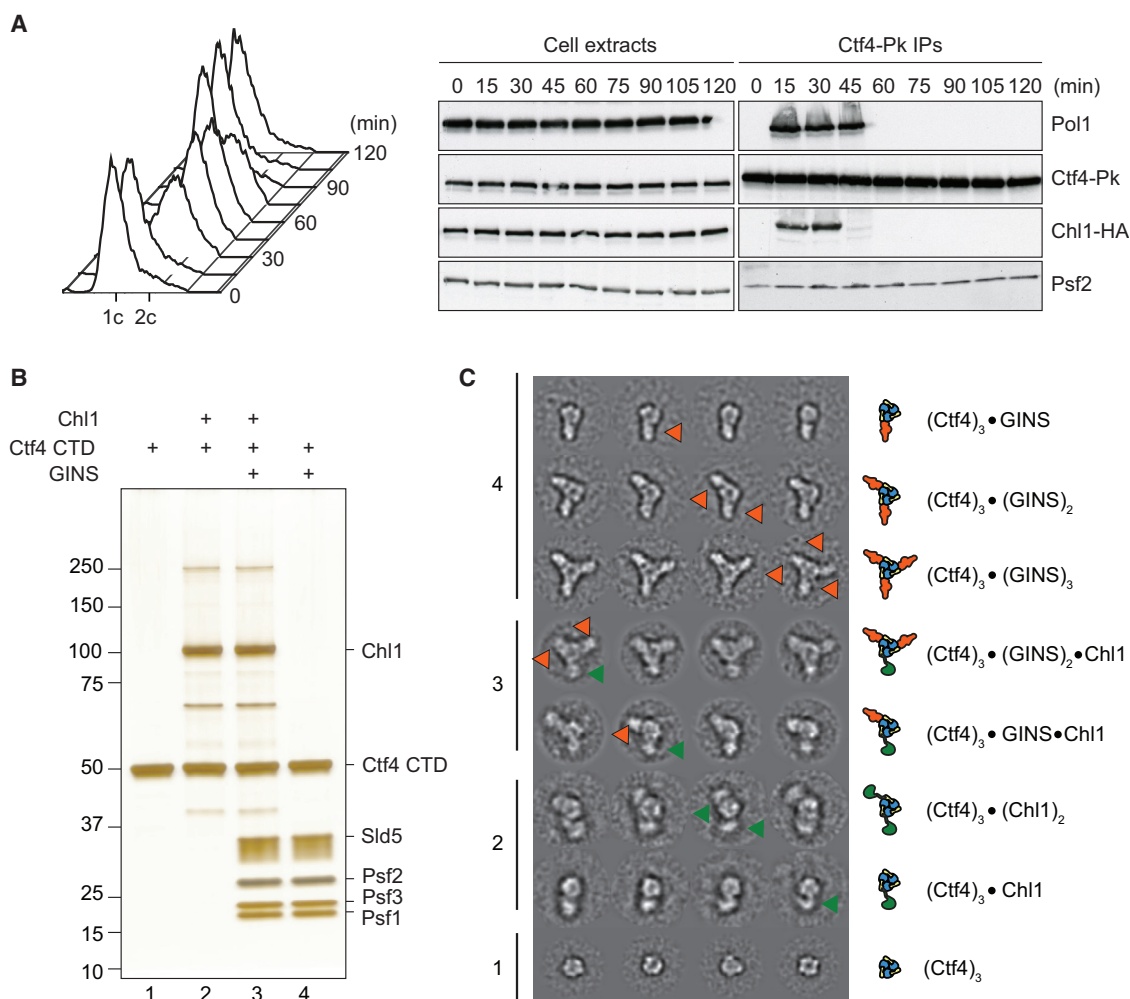 A
(min)
120
90
60
30
0
1c 2c
Cell extracts
Ctf4-Pk IPs
0 15 30 45 60 75 90 105 120
0 15 30 45 60 75 90 105 120 (min)
Pol1
Ctf4-Pk
Chl1-HA
Psf2
B
Chl1 + +
Ctf4 CTD + + + +
GINS + +
250
150
100
75
50
37
25
15
10
Chl1
Ctf4 CTD
Sld5
Psf2
Psf3
Psf1
1 2 3 4
C
4
3
2
1
(Ctf4)₃•GINS
(Ctf4)₃•(GINS)₂
(Ctf4)₃•(GINS)₃
(Ctf4)₃•(GINS)₂•Chl1
(Ctf4)₃•GINS•Chl1
(Ctf4)₃•(Chl1)₂
(Ctf4)₃•Chl1
(Ctf4)₃